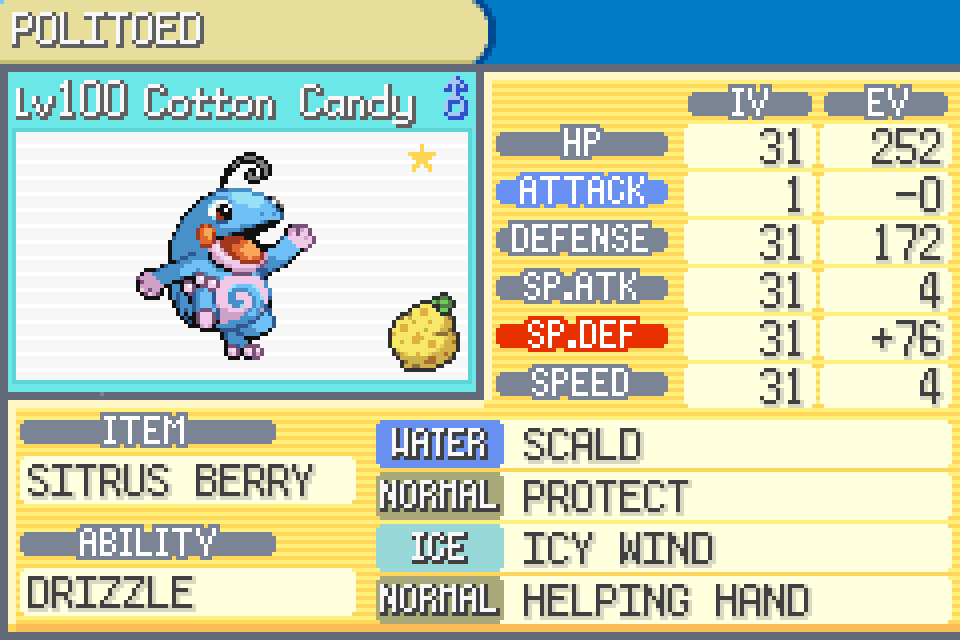 POLITOED
Lv100 Cotton Candy ♂
IV EV
HP 31 252
ATTACK 1 -0
DEFENSE 31 172
SP.ATK 31 4
SP.DEF 31 +76
SPEED 31 4
ITEM
SITRUS BERRY
ABILITY
DRIZZLE
WATER SCALD
NORMAL PROTECT
ICE ICY WIND
NORMAL HELPING HAND